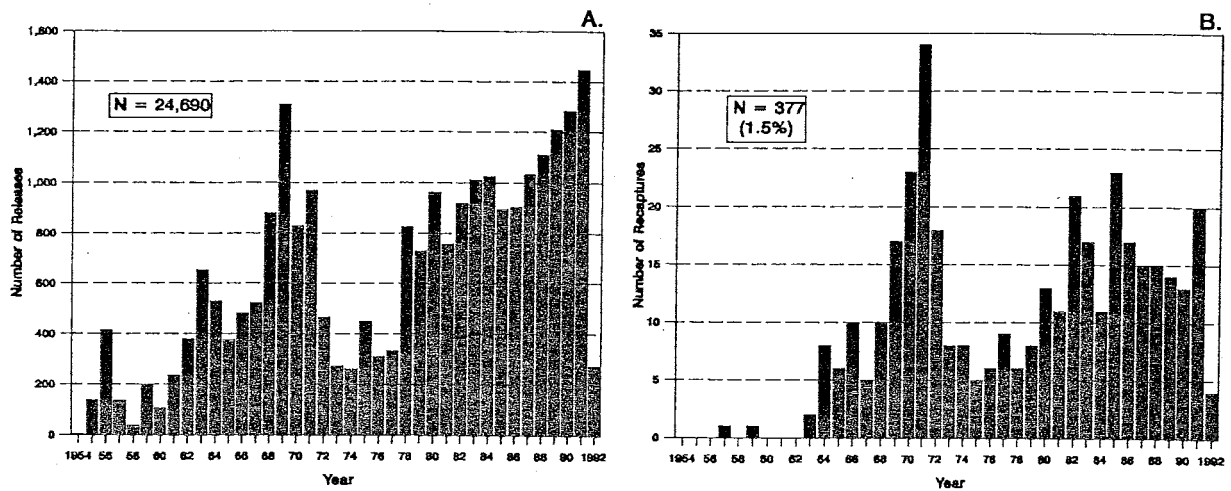 A.
1,600
1,400
1,200
1,000
800
600
400
200
0
N = 24,690
Number of Releases
1954 56 58 60 62 64 66 68 70 72 74 76 78 80 82 84 86 88 90 1992
Year
B.
35
30
25
20
15
10
5
0
N = 377
(1.5%)
Number of Recaptures
1954 56 58 60 62 64 66 68 70 72 74 76 78 80 82 84 86 88 90 1992
Year